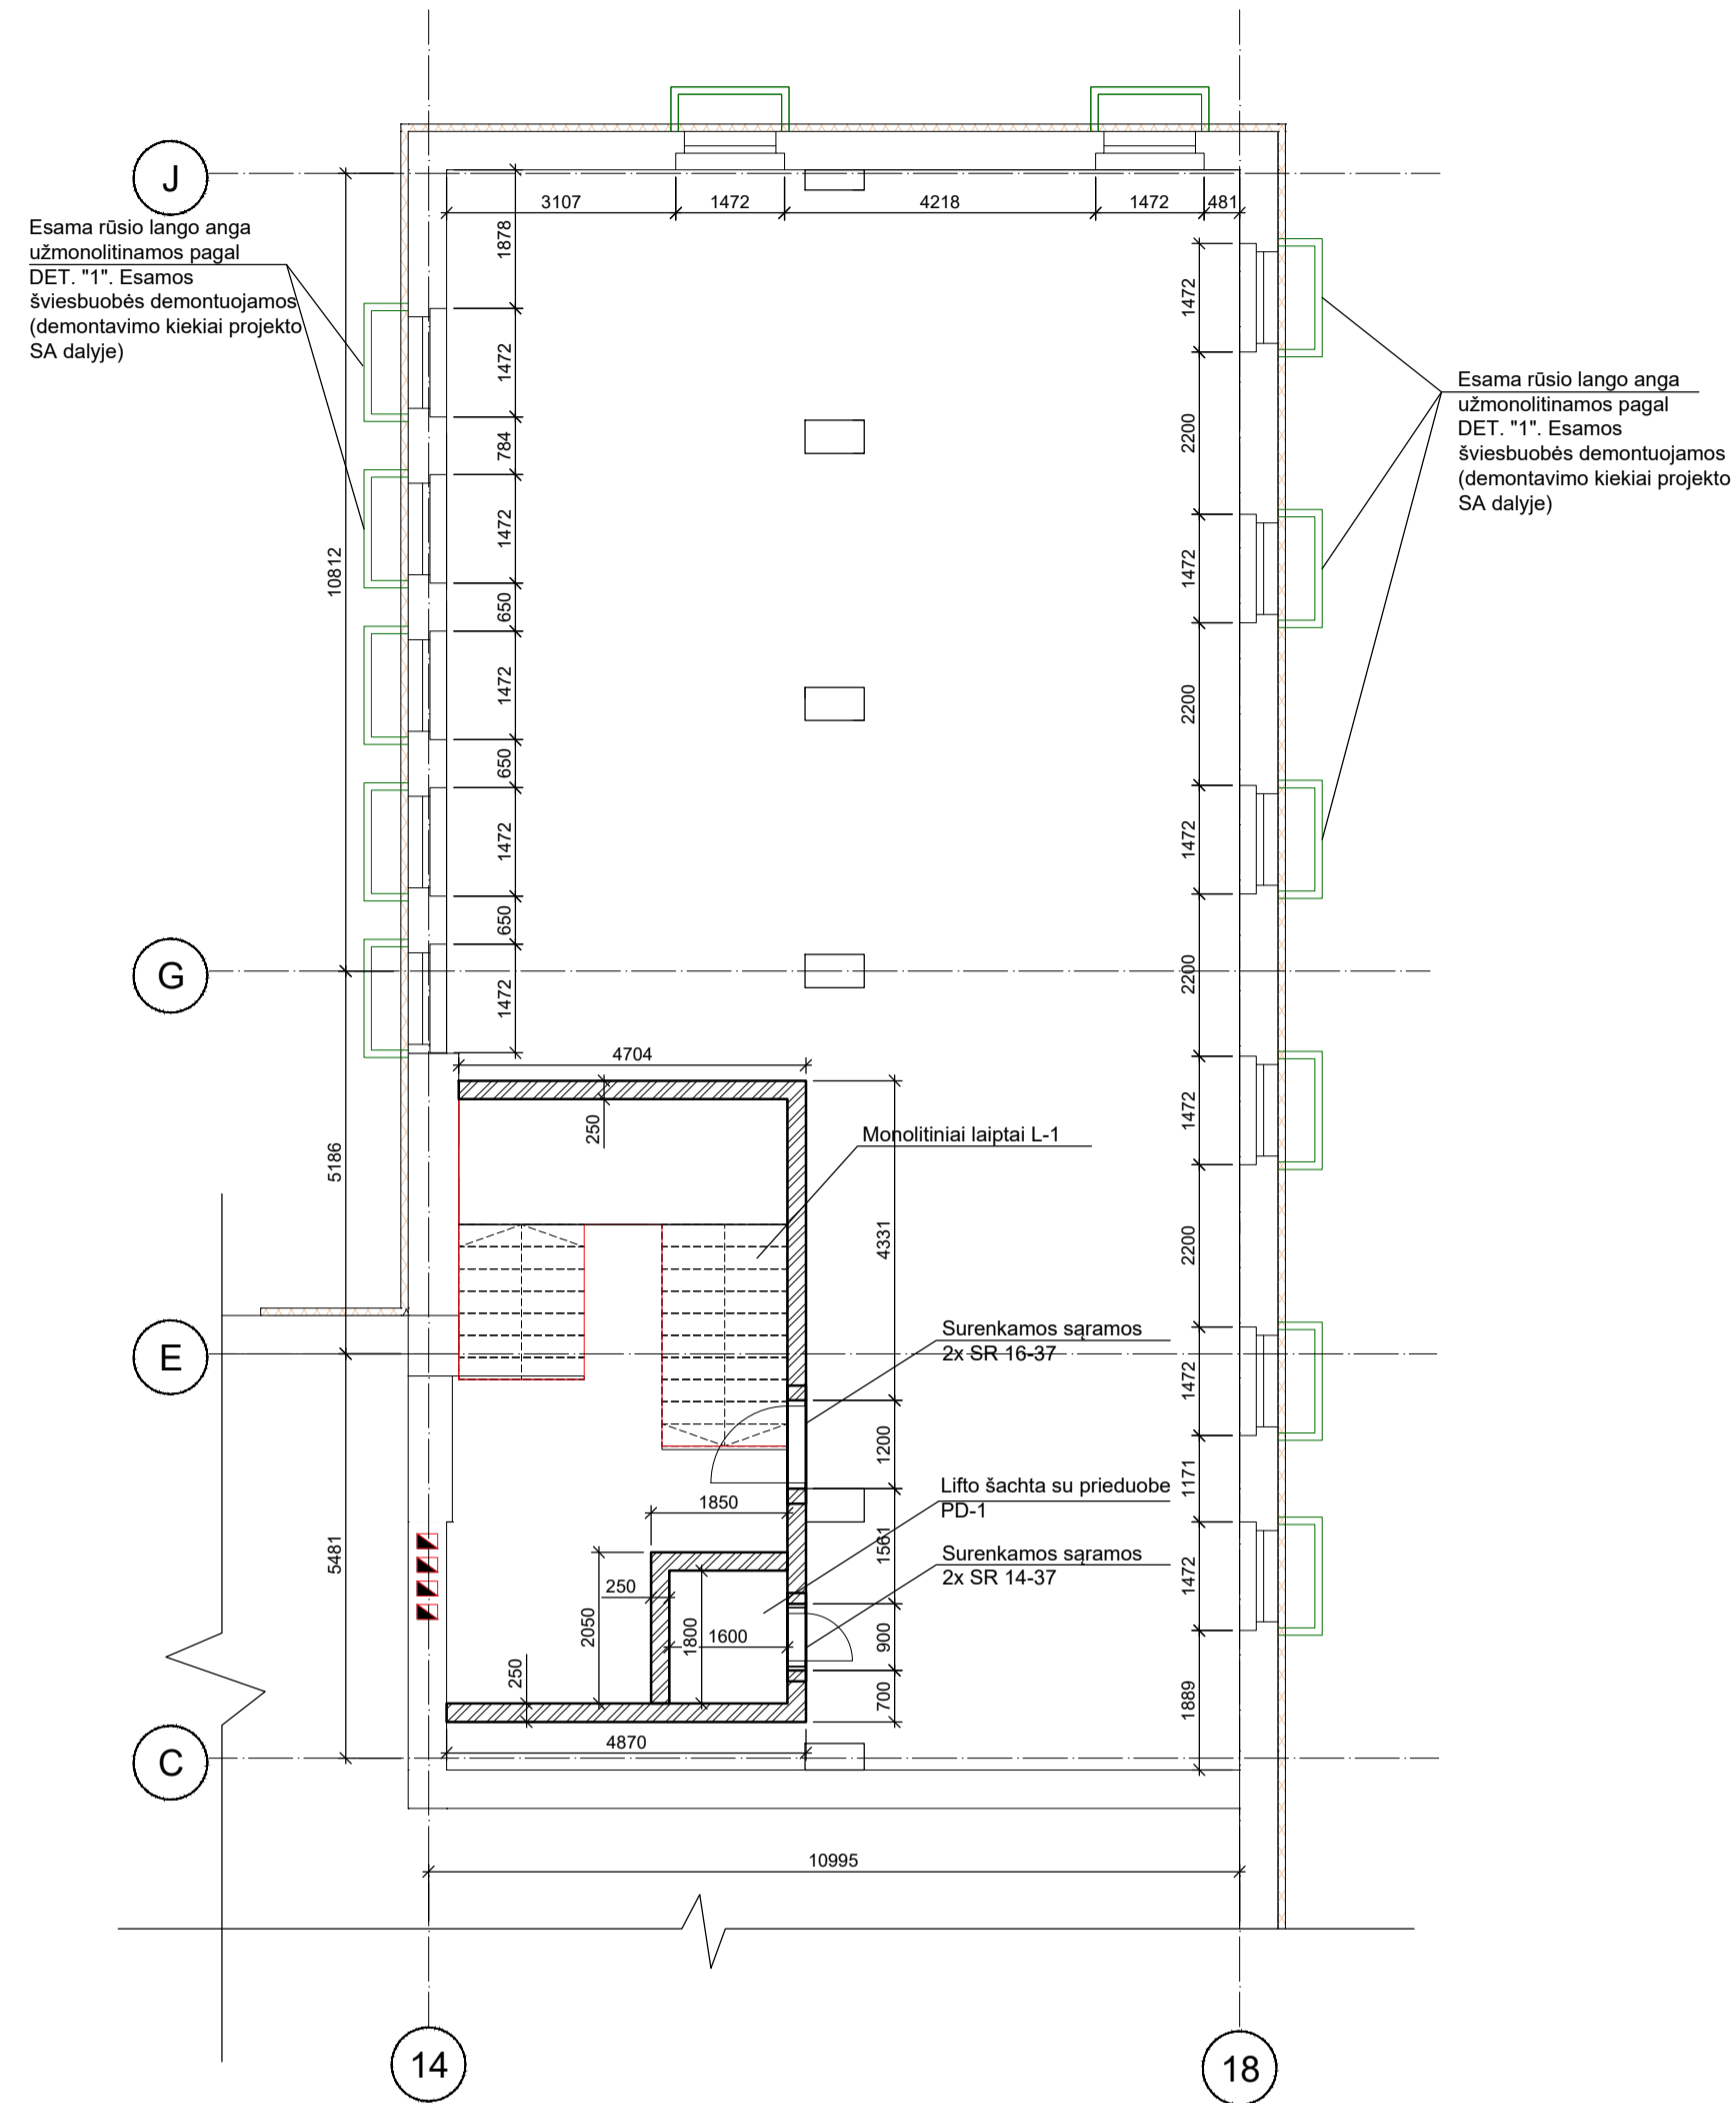 J
3107
1472
4218
1472
481
Esama rūsio lango anga
užmonolitinamos pagal
DET. "1". Esamos
šviesbuobės demontuojamos
(demontavimo kiekiai projekto
SA dalyje)
1878
1472
784
1472
650
1472
650
1472
650
1472
10812
5186
5481
1472
2200
1472
2200
1472
2200
1472
2200
1472
1171
1472
1889
Esama rūsio lango anga
užmonolitinamos pagal
DET. "1". Esamos
šviesbuobės demontuojamos
(demontavimo kiekiai projekto
SA dalyje)
G
4704
250
Monolitiniai laiptai L-1
4331
Surenkamos sąramos
2x SR 16-37
E
1200
Lifto šachta su prieduobe
PD-1
1850
1561
Surenkamos sąramos
2x SR 14-37
250
2050
1800
1600
900
250
700
4870
C
10995
14
18